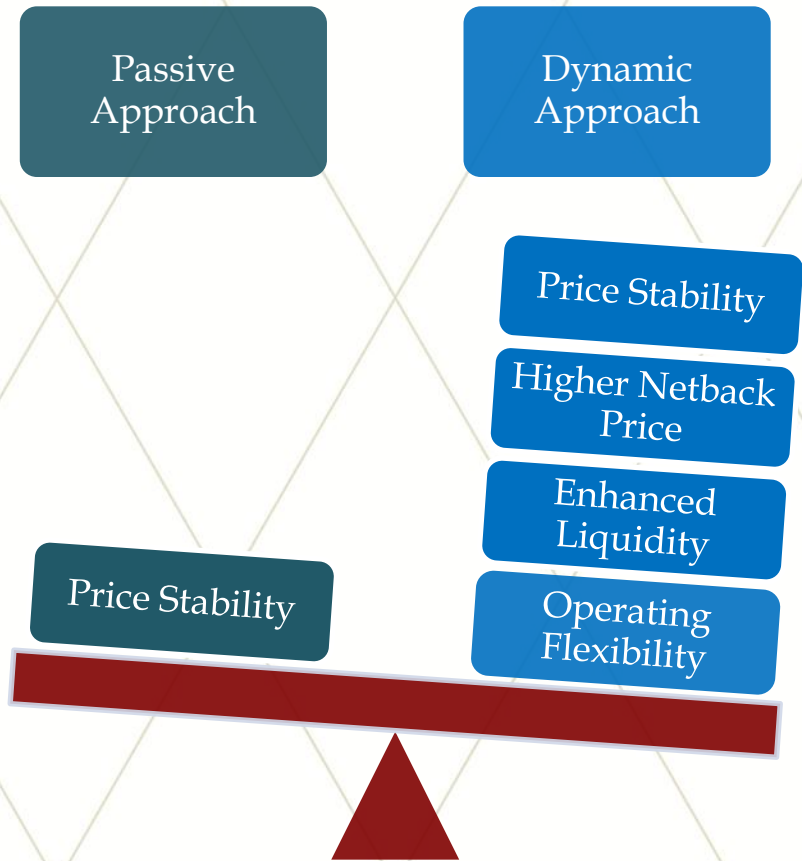 Passive
Approach
Dynamic
Approach
Price Stability
Higher Netback
Price
Enhanced
Liquidity
Operating
Flexibility
Price Stability